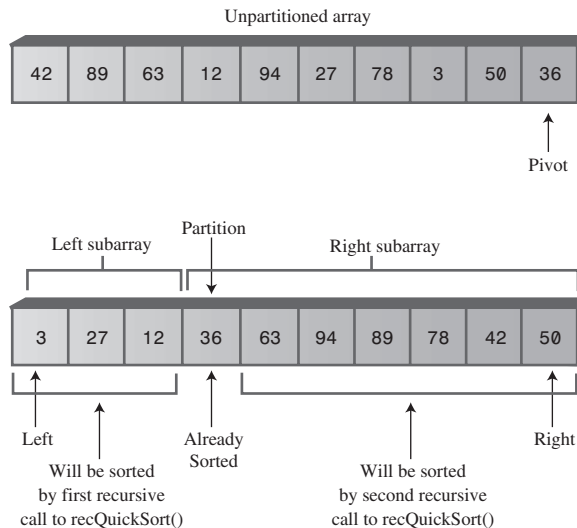 Unpartitioned array
42 89 63 12 94 27 78 3 50 36
Pivot
Partition
Left subarray Right subarray
3 27 12 36 63 94 89 78 42 50
Left Already Right
Sorted
Will be sorted
by first recursive
call to recQuickSort()
Will be sorted
by second recursive
call to recQuickSort()